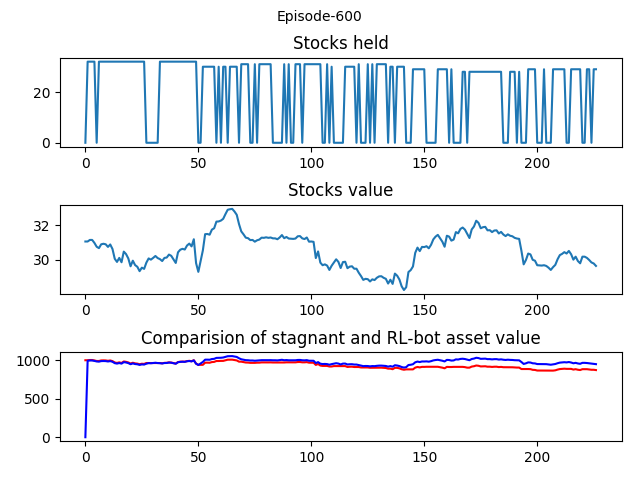 Episode-600
Stocks held
20
0
0 50 100 150 200
Stocks value
32
30
0 50 100 150 200
Comparision of stagnant and RL-bot asset value
1000
500
0
0 50 100 150 200